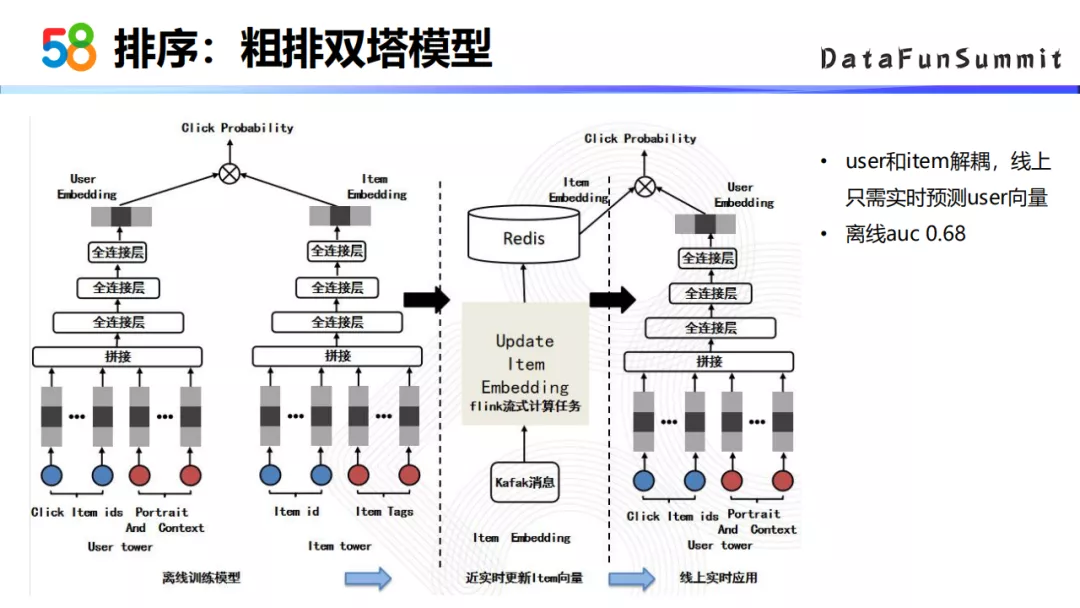 58 排序：粗排双塔模型
DataFunSummit
Click Probability
User
Embedding
Item
Embedding
全连接层
全连接层
全连接层
全连接层
全连接层
全连接层
拼接
拼接
Click Item ids
Portrait
And Context
User tower
Item id
Item Tags
Item tower
离线训练模型
Redis
Update
Item
Embedding
flink流式计算任务
Kafak消息
Item Embedding
近实时更新Item向量
Click Probability
Item
Embedding
User
Embedding
全连接层
全连接层
全连接层
拼接
Click Item ids
Portrait
And Context
User tower
线上实时应用
• user和item解耦，线上
只需实时预测user向量
• 离线auc 0.68